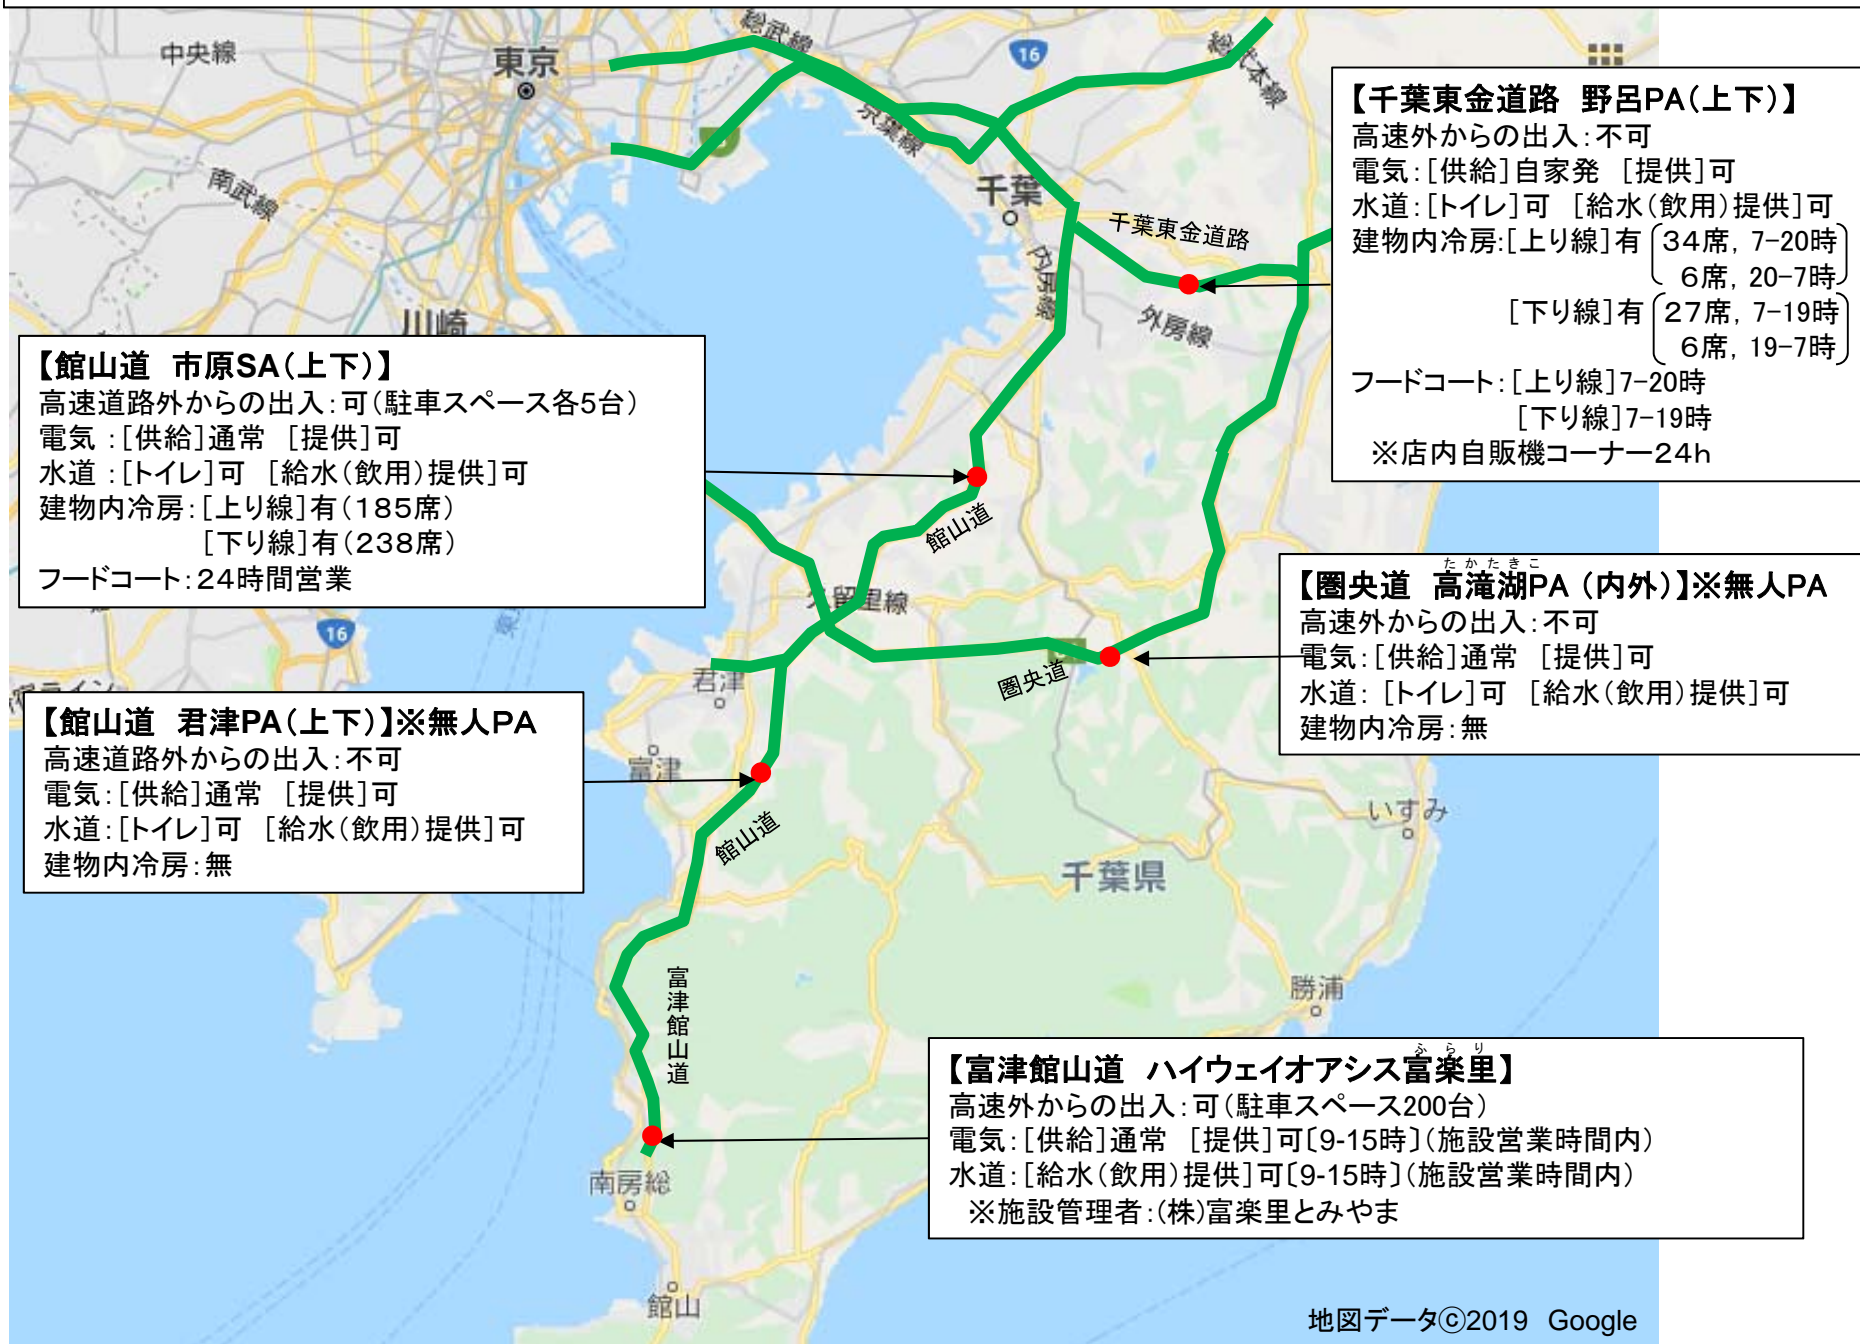 中央線
東京
総武線
16
総武本線
京葉線
南武線
千葉
千葉東金道路
内房線
外房線
川崎
【千葉東金道路 野呂PA(上下)】
高速外からの出入:不可
電気:[供給]自家発 [提供]可
水道:[トイレ]可 [給水(飲用)提供]可
建物内冷房:[上り線]有(34席, 7-20時
6席, 20-7時)
[下り線]有(27席, 7-19時
6席, 19-7時)
フードコート:[上り線]7-20時
[下り線]7-19時
※店内自販機コーナー24h
【館山道 市原SA(上下)】
高速道路外からの出入:可(駐車スペース各5台)
電気:[供給]通常 [提供]可
水道:[トイレ]可 [給水(飲用)提供]可
建物内冷房:[上り線]有(185席)
[下り線]有(238席)
フードコート:24時間営業
館山道
久留里線
16
圏央道
君津
富津
たかたきこ
【圏央道 高滝湖PA (内外)】※無人PA
高速外からの出入:不可
電気:[供給]通常 [提供]可
水道: [トイレ]可 [給水(飲用)提供]可
建物内冷房:無
【館山道 君津PA(上下)】※無人PA
高速道路外からの出入:不可
電気:[供給]通常 [提供]可
水道:[トイレ]可 [給水(飲用)提供]可
建物内冷房:無
館山道
いすみ
千葉県
富津館山道
勝浦
ふらり
【富津館山道 ハイウェイオアシス富楽里】
高速外からの出入:可(駐車スペース200台)
電気:[供給]通常 [提供]可〔9-15時〕(施設営業時間内)
水道:[給水(飲用)提供]可〔9-15時〕(施設営業時間内)
※施設管理者:(株)富楽里とみやま
南房総
館山
地図データⓒ2019 Google